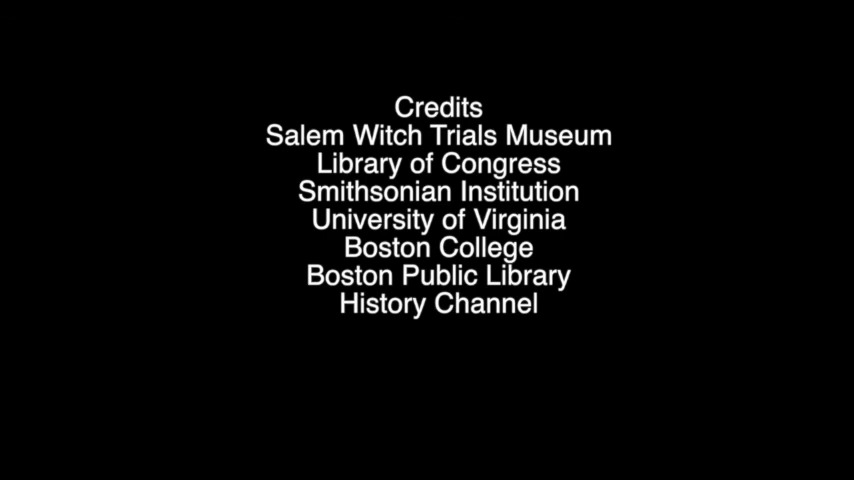 Credits
Salem Witch Trials Museum
Library of Congress
Smithsonian Institution
University of Virginia
Boston College
Boston Public Library
History Channel